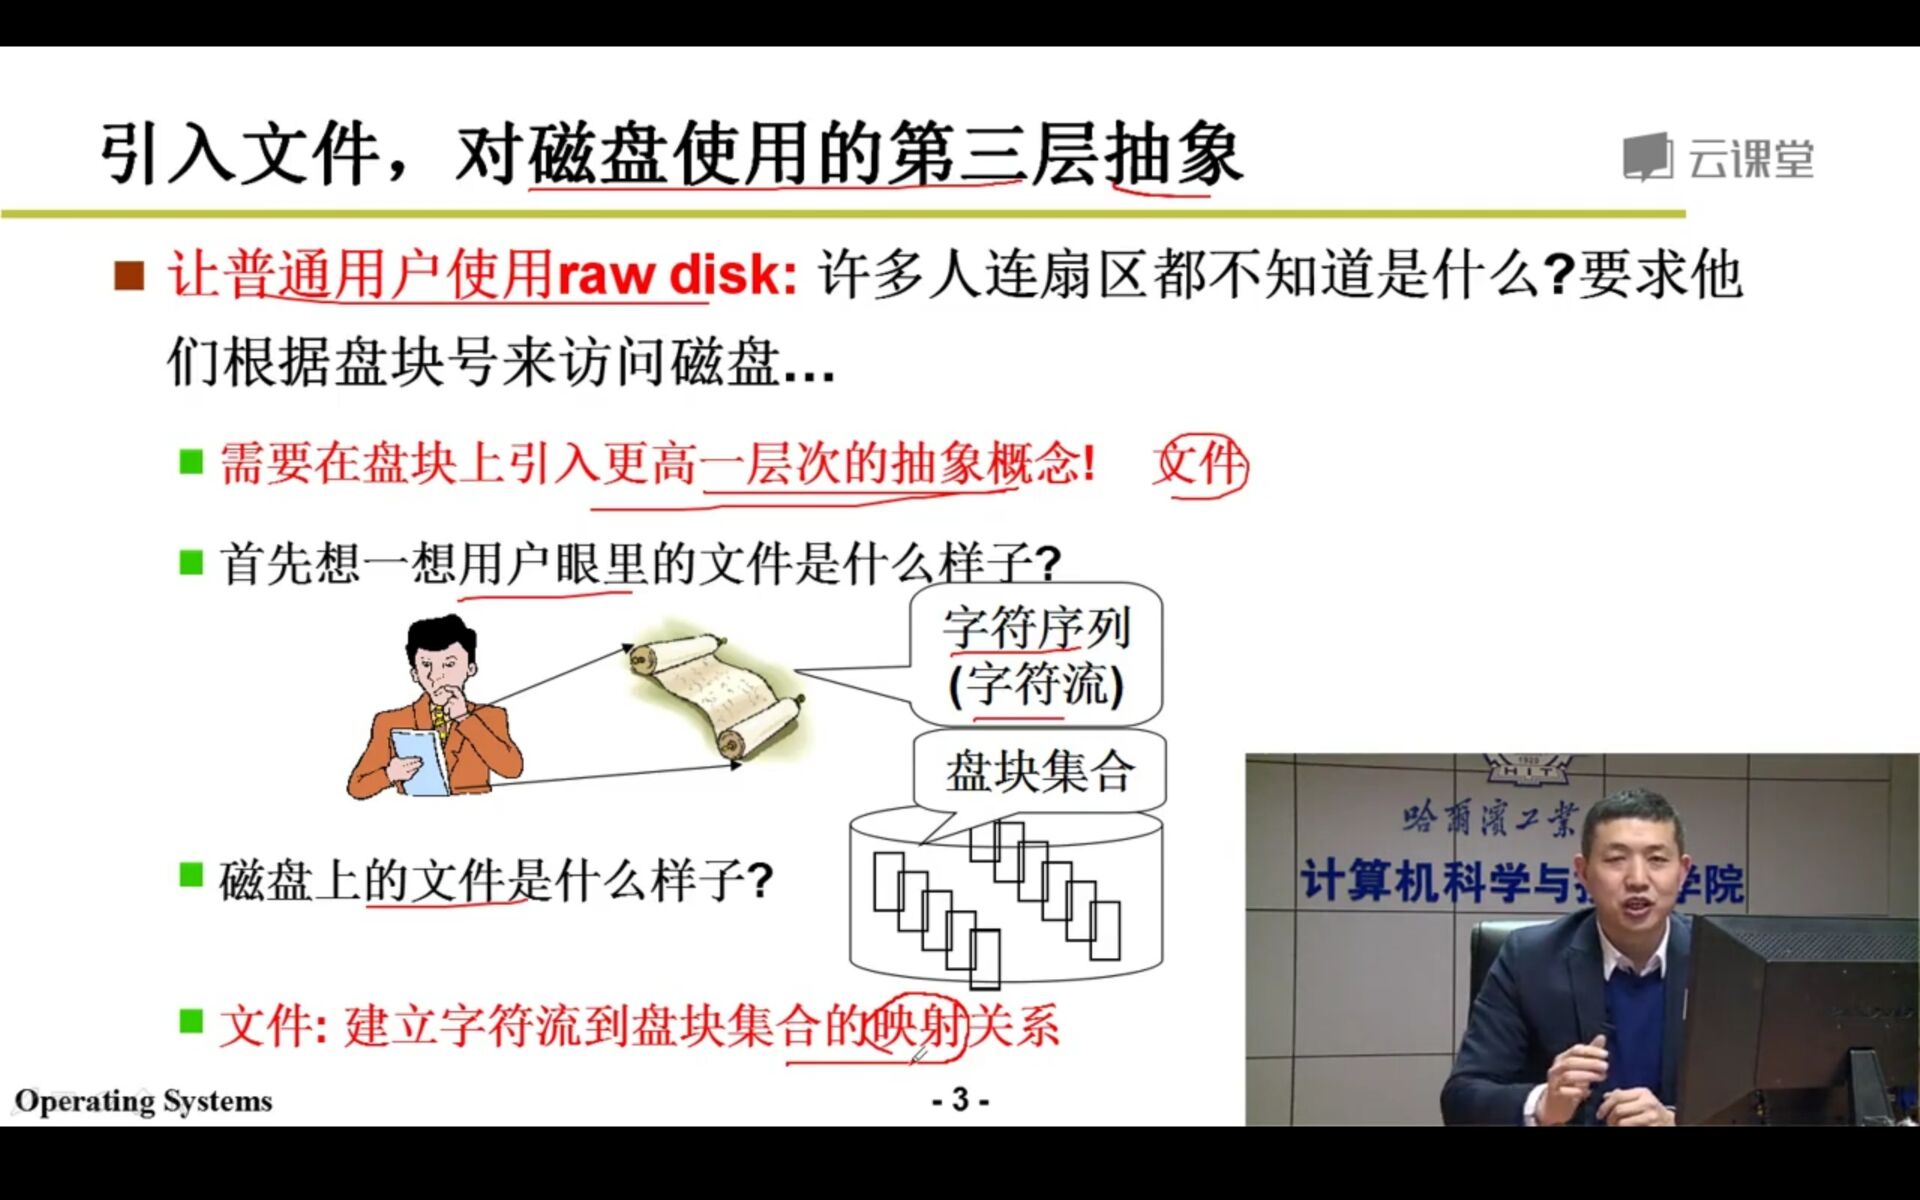 引入文件，对磁盘使用的第三层抽象
云课堂
让普通用户使用raw disk: 许多人连扇区都不知道是什么?要求他
们根据盘块号来访问磁盘…
需要在盘块上引入更高一层次的抽象概念! 文件
首先想一想用户眼里的文件是什么样子?
字符序列
(字符流)
盘块集合
磁盘上的文件是什么样子?
文件: 建立字符流到盘块集合的映射关系
1920
HIT
哈爾濱工業
计算机科学与 学院
Operating Systems
- 3 -